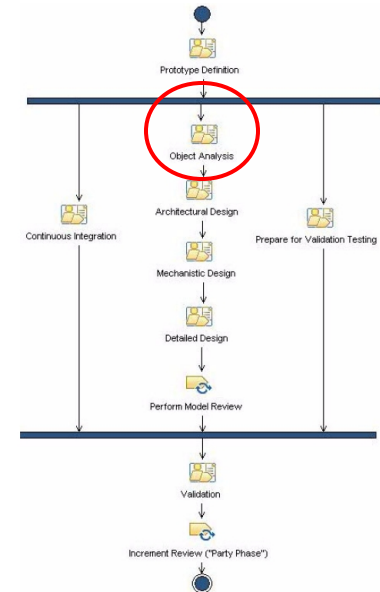 Prototype Definition
Object Analysis
Architectural Design
Continuous Integration
Prepare for Validation Testing
Mechanistic Design
Detailed Design
Perform Model Review
Validation
Increment Review ("Party Phase")